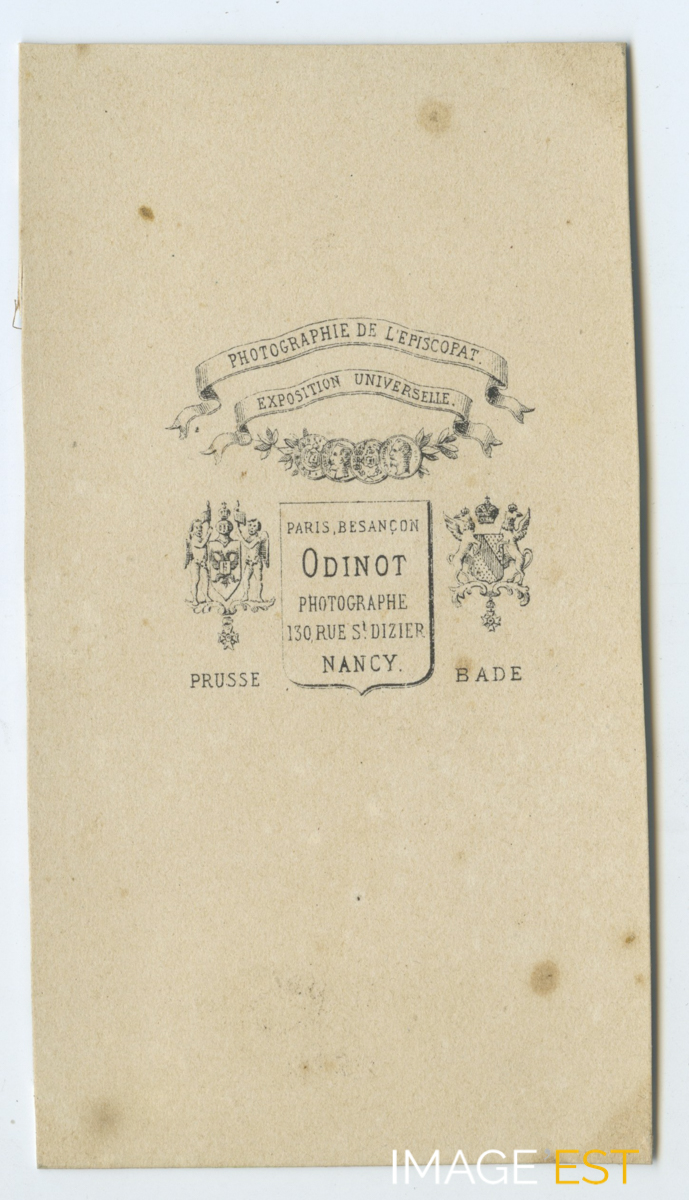 PHOTOGRAPHIE DE L'EPISCOPAT.
EXPOSITION UNIVERSELLE.
PARIS, BESANÇON
ODINOT
PHOTOGRAPHE
130, RUE St DIZIER
NANCY.
PRUSSE
BADE
IMAGE EST